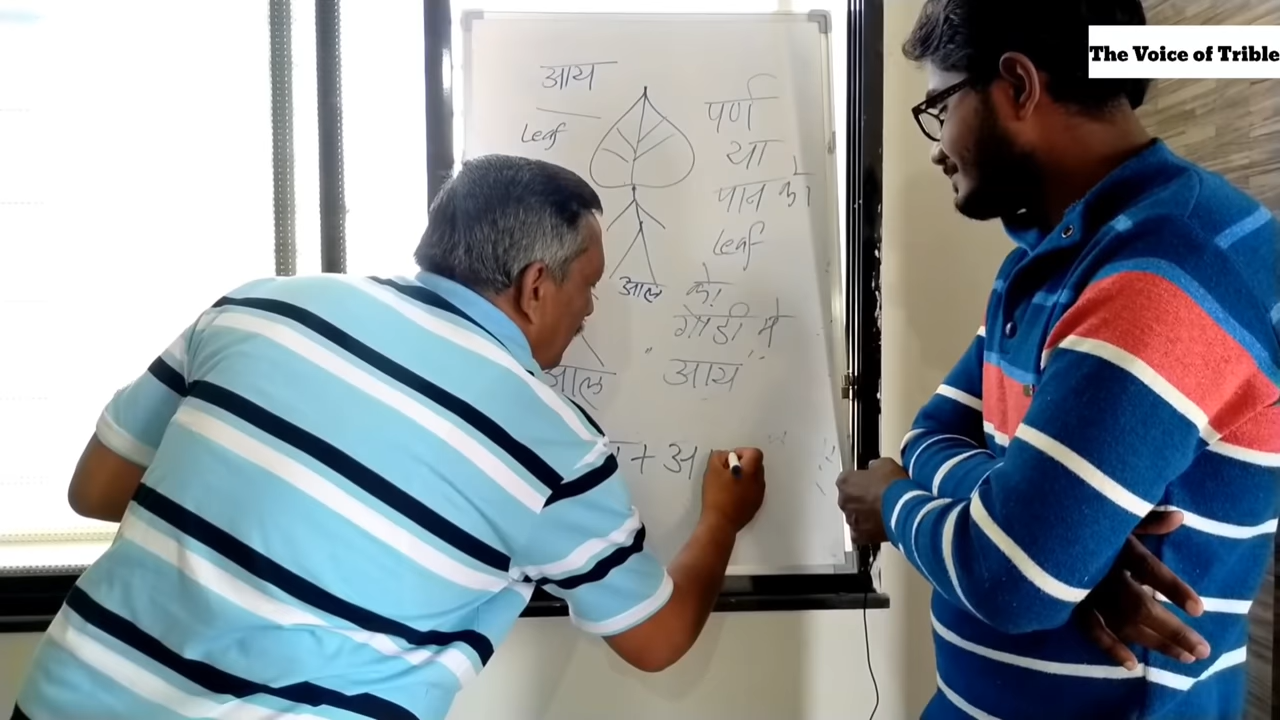 The Voice of Trible
आय
Leaf
पर्ण
या
पान को
Leaf
आल को
गोंडी मे
आल " आय "
+ अ